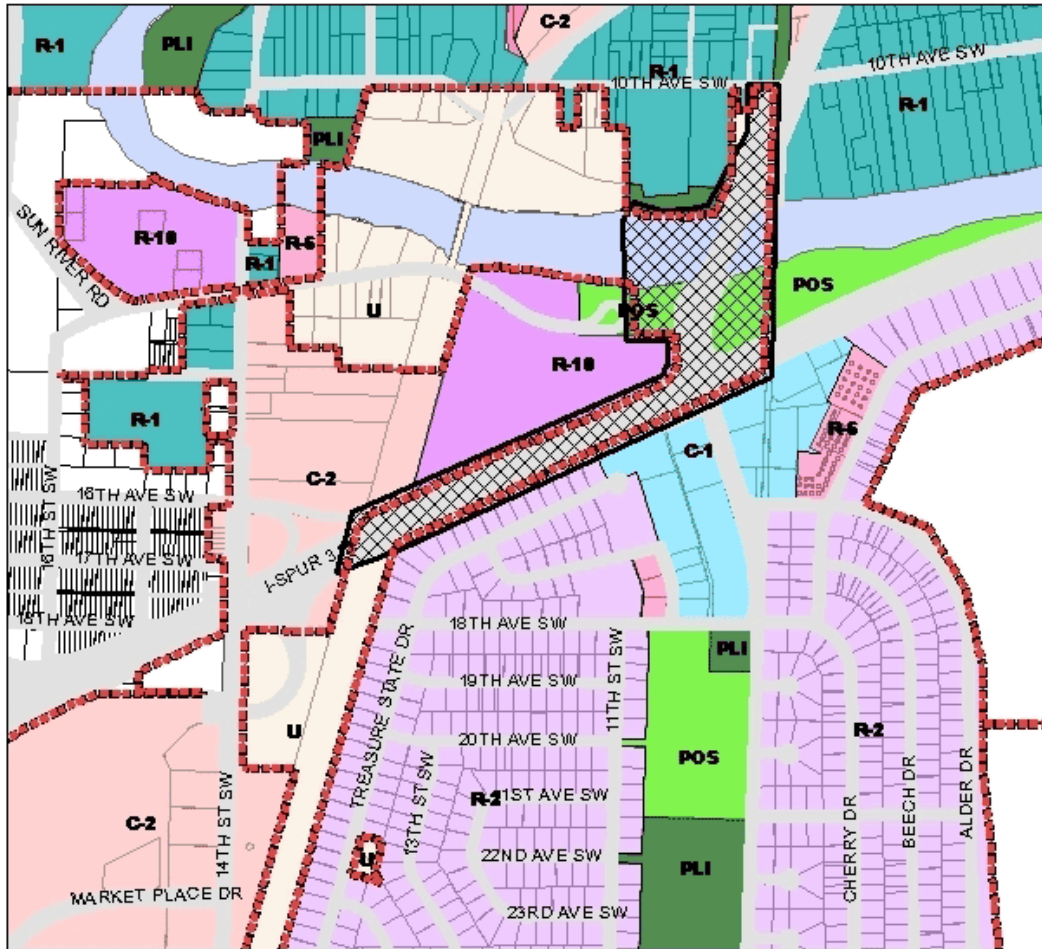 C-2
R-1
PLI
R-1
10TH AVE SW
10TH AVE SW
R-1
PLI
R-10
R-6
R-1
SUN RIVER RD
U
POS
POS
R-10
R-1
R-6
C-1
C-2
16TH AVE SW
16TH ST SW
17TH AVE SW
I-SPUR 3
18TH AVE SW
18TH AVE SW
PLI
TREASURE STATE DR
11TH ST SW
19TH AVE SW
U
20TH AVE SW
POS
R-2
13TH ST SW
R-2
1ST AVE SW
BEECH DR
ALDER DR
C-2
14TH ST SW
U
22ND AVE SW
PLI
CHERRY DR
MARKET PLACE DR
23RD AVE SW